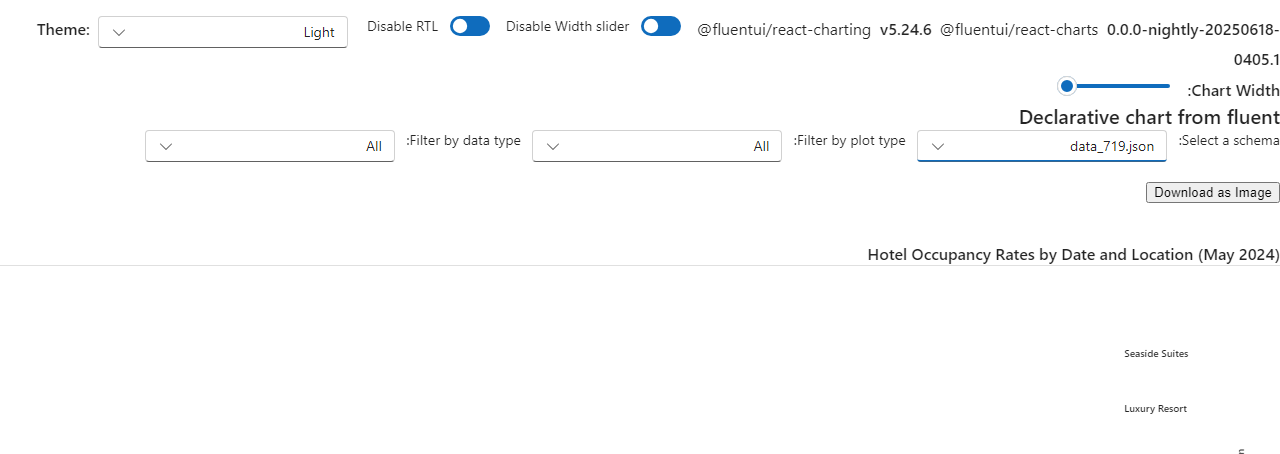 Theme: Light Disable RTL Disable Width slider @fluentui/react-charting v5.24.6 @fluentui/react-charts 0.0.0-nightly-20250618-
0405.1
:Chart Width
Declarative chart from fluent
:Select a schema data_719.json :Filter by plot type All :Filter by data type All
Download as Image
Hotel Occupancy Rates by Date and Location (May 2024)
Seaside Suites
Luxury Resort